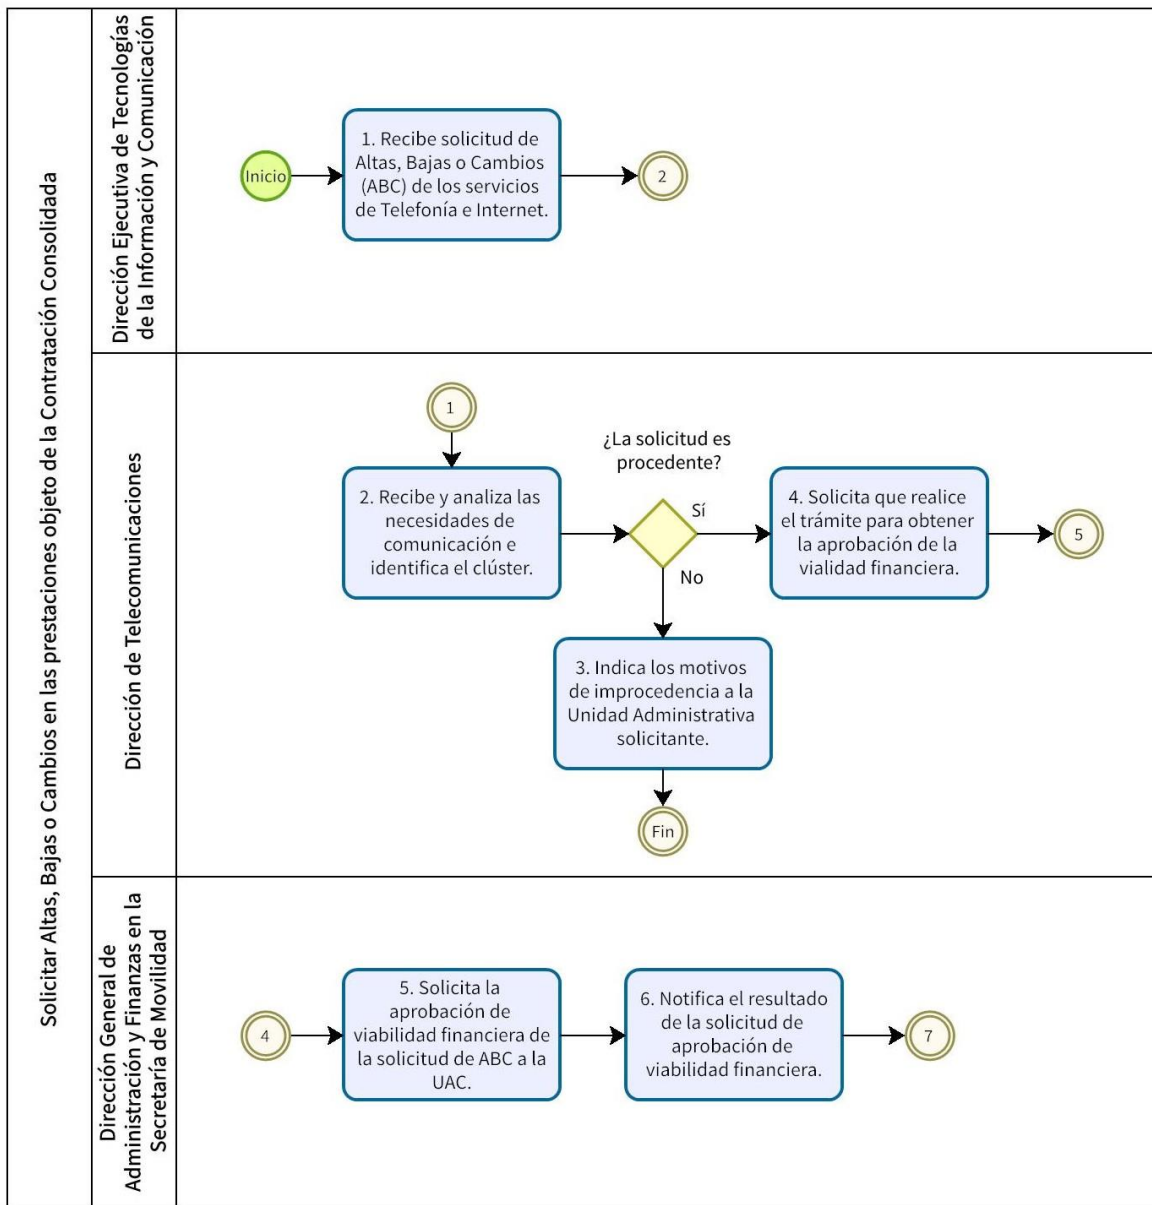 Solicitar Altas, Bajas o Cambios en las prestaciones objeto de la Contratación Consolidada
Dirección Ejecutiva de Tecnologías
de la Información y Comunicación
Inicio
1. Recibe solicitud de
Altas, Bajas o Cambios
(ABC) de los servicios
de Telefonía e Internet.
2
Dirección de Telecomunicaciones
1
2. Recibe y analiza las
necesidades de
comunicación e
identifica el clúster.
¿La solicitud es
procedente?
Sí
No
4. Solicita que realice
el trámite para obtener
la aprobación de la
vialidad financiera.
5
3. Indica los motivos
de improcedencia a la
Unidad Administrativa
solicitante.
Fin
Dirección General de
Administración y Finanzas en la
Secretaría de Movilidad
4
5. Solicita la
aprobación de
viabilidad financiera de
la solicitud de ABC a la
UAC.
6. Notifica el resultado
de la solicitud de
aprobación de
viabilidad financiera.
7